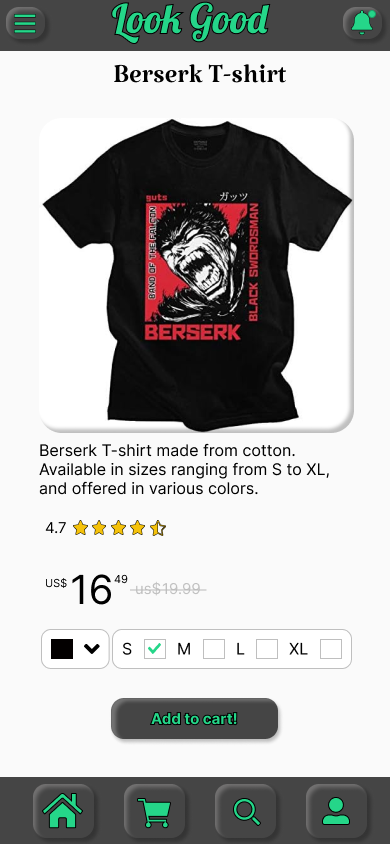 Look Good
Berserk T-shirt
guts ガッツ
BAND OF THE FALCON
BLACK SWORDSMAN
BERSERK
Berserk T-shirt made from cotton.
Available in sizes ranging from S to XL,
and offered in various colors.
4.7
US$ 16 49 us$19.99
S M L XL
Add to cart!